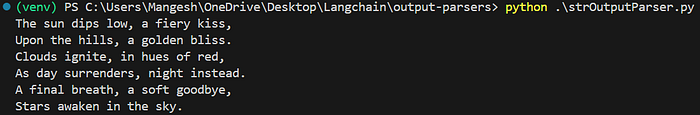 (venv) PS C:\Users\Mangesh\OneDrive\Desktop\Langchain\output-parsers> python .\strOutputParser.py
The sun dips low, a fiery kiss,
Upon the hills, a golden bliss.
Clouds ignite, in hues of red,
As day surrenders, night instead.
A final breath, a soft goodbye,
Stars awaken in the sky.